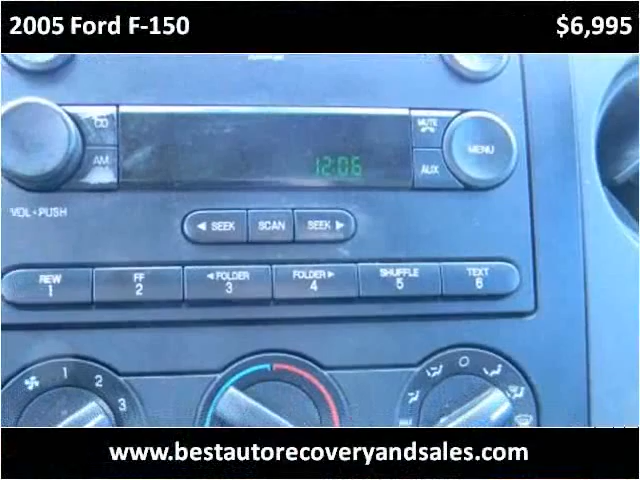 2005 Ford F-150 $6,995
CD MUTE
12:06 MENU
AM AUX
VOL • PUSH
◄ SEEK SCAN SEEK ►
REW FF ◄ FOLDER FOLDER ► SHUFFLE TEXT
1 2 3 4 5 6
1 2 3
www.bestautorecoveryandsales.com